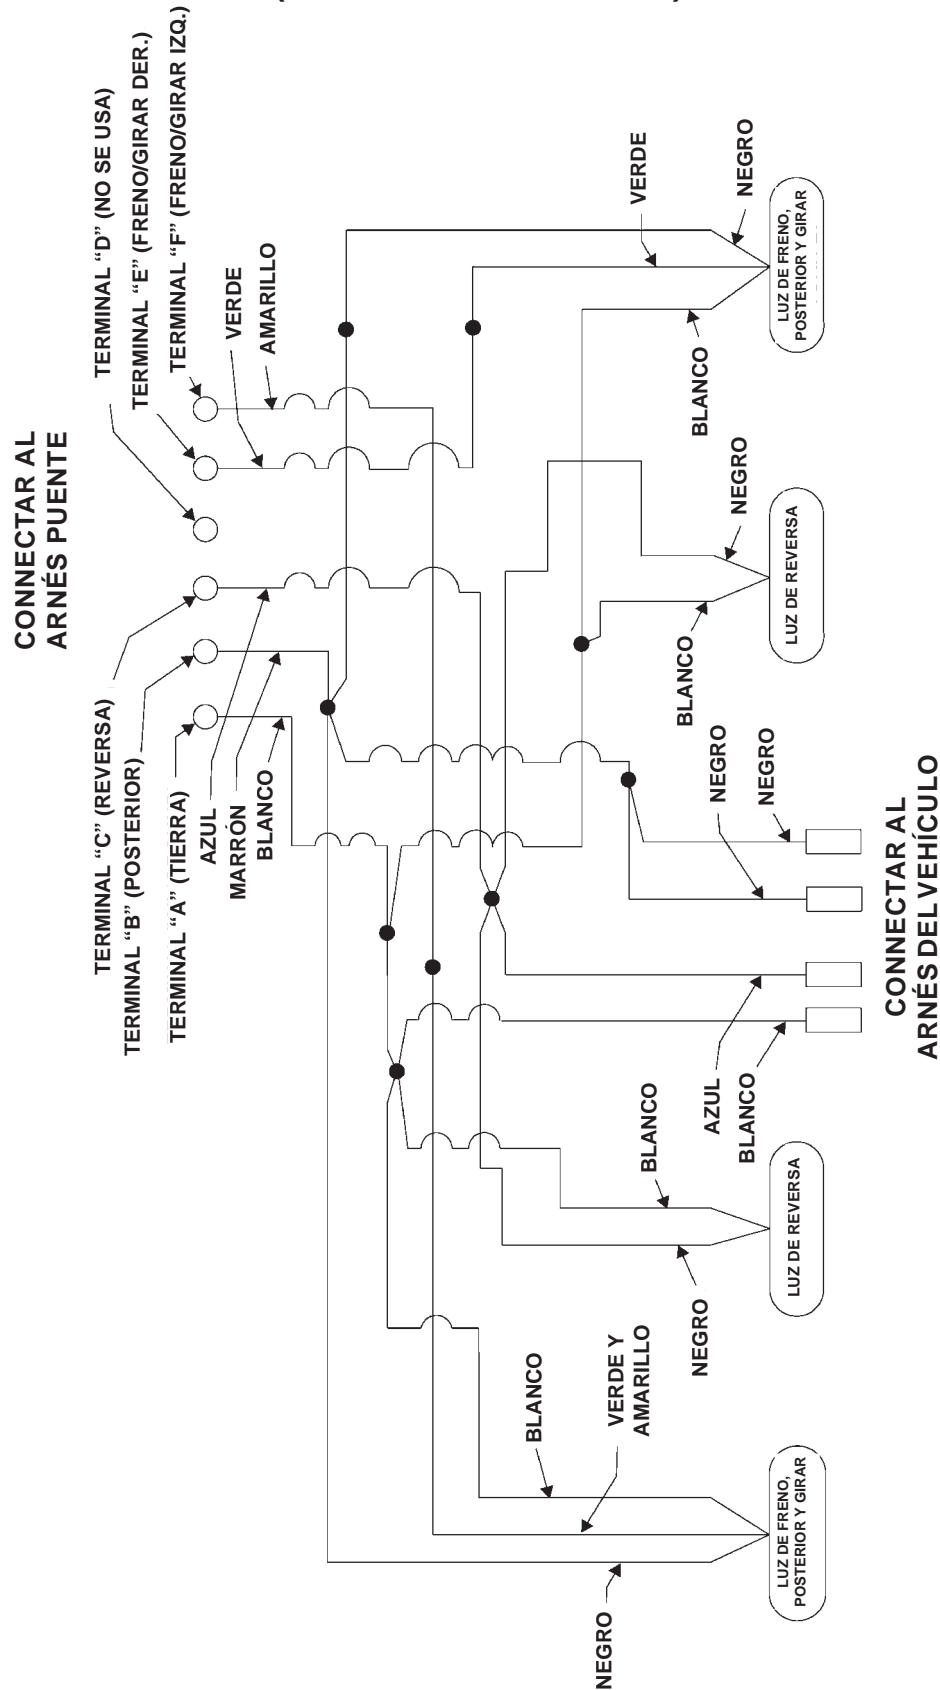 CONNECTAR AL
ARNÉS PUENTE
TERMINAL “D” (NO SE USA)
TERMINAL “E” (FRENO/GIRAR DER.)
TERMINAL “F” (FRENO/GIRAR IZQ.)
VERDE
AMARILLO
TERMINAL “C” (REVERSA)
TERMINAL “B” (POSTERIOR)
TERMINAL “A” (TIERRA)
AZUL
MARRÓN
BLANCO
VERDE
NEGRO
BLANCO
LUZ DE FRENO,
POSTERIOR Y GIRAR
NEGRO
BLANCO
LUZ DE REVERSA
NEGRO
NEGRO
AZUL
BLANCO
CONNECTAR AL
ARNÉS DEL VEHÍCULO
BLANCO
NEGRO
LUZ DE REVERSA
BLANCO
VERDE Y
AMARILLO
NEGRO
LUZ DE FRENO,
POSTERIOR Y GIRAR